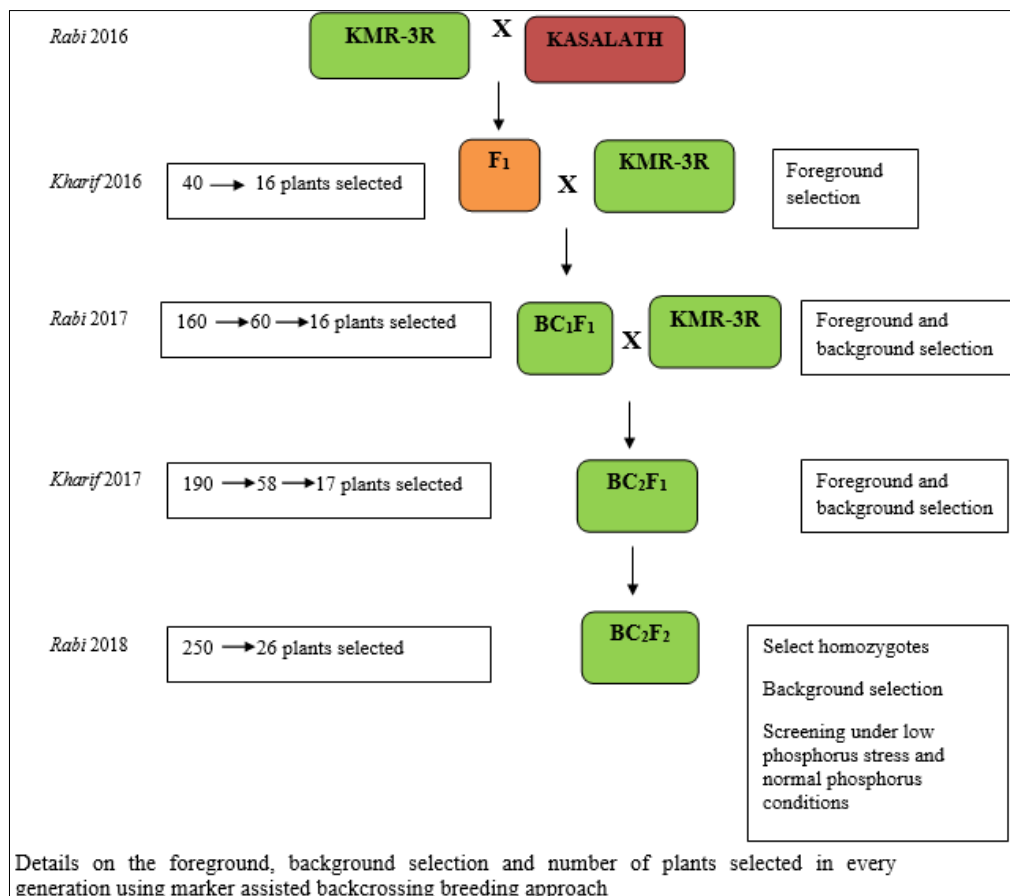 Rabi 2016
KMR-3R
X
KASALATH
Kharif 2016
40 → 16 plants selected
F₁
X
KMR-3R
Foreground
selection
Rabi 2017
160 → 60 → 16 plants selected
BC₁F₁
X
KMR-3R
Foreground and
background selection
Kharif 2017
190 → 58 → 17 plants selected
BC₂F₁
Foreground and
background selection
Rabi 2018
250 → 26 plants selected
BC₂F₂
Select homozygotes
Background selection
Screening under low
phosphorus stress and
normal phosphorus
conditions
Details on the foreground, background selection and number of plants selected in every
generation using marker assisted backcrossing breeding approach